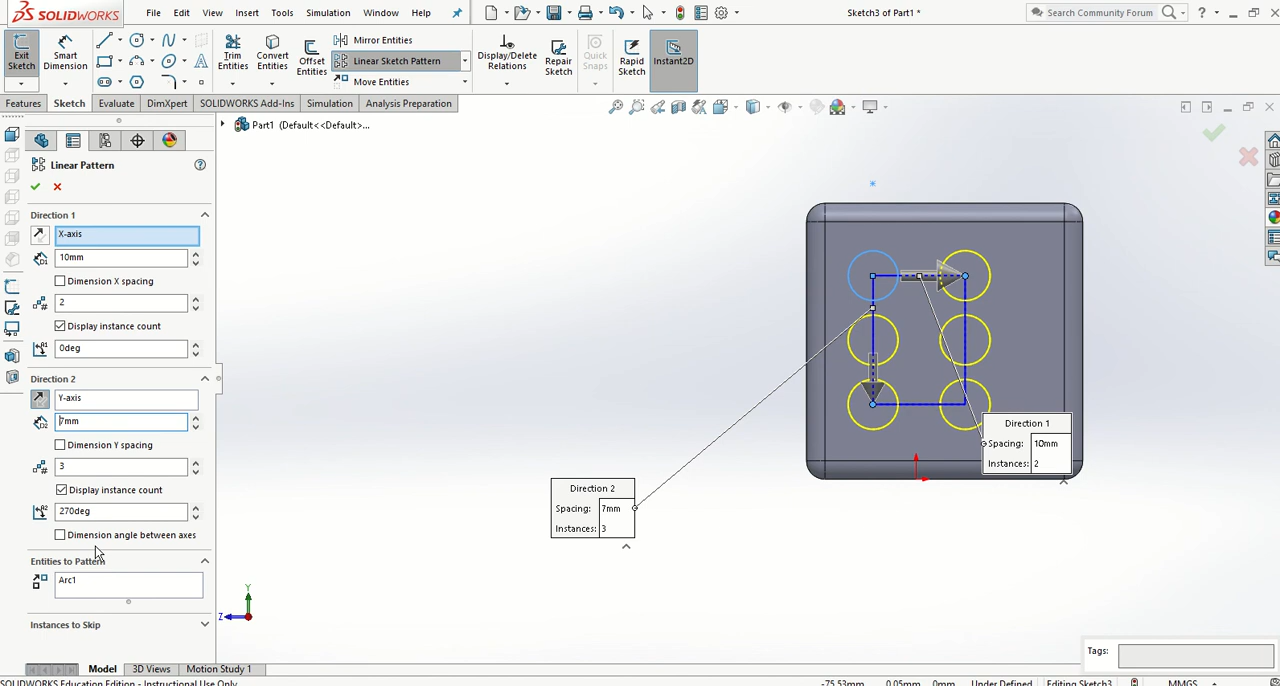 SOLIDWORKS File Edit View Insert Tools Simulation Window Help Sketch3 of Part1 * Search Community Forum
Exit Sketch
Smart Dimension
Trim Entities
Convert Entities
Offset Entities
Mirror Entities
Linear Sketch Pattern
Move Entities
Display/Delete Relations
Repair Sketch
Quick Snaps
Rapid Sketch
Instant2D
Features Sketch Evaluate DimXpert SOLIDWORKS Add-Ins Simulation Analysis Preparation
Part1 (Default<<Default>...
Linear Pattern
Direction 1
X-axis
10mm
Dimension X spacing
2
Display instance count
0deg
Direction 2
Y-axis
7mm
Dimension Y spacing
3
Display instance count
270deg
Dimension angle between axes
Entities to Pattern
Arc1
Instances to Skip
Direction 1
Spacing: 10mm
Instances: 2
Direction 2
Spacing: 7mm
Instances: 3
Y
Z
Tags:
Model 3D Views Motion Study 1
SOLIDWORKS Education Edition - Instructional Use Only -75.53mm 0.05mm 0mm Under Defined Editing Sketch3 MMGS